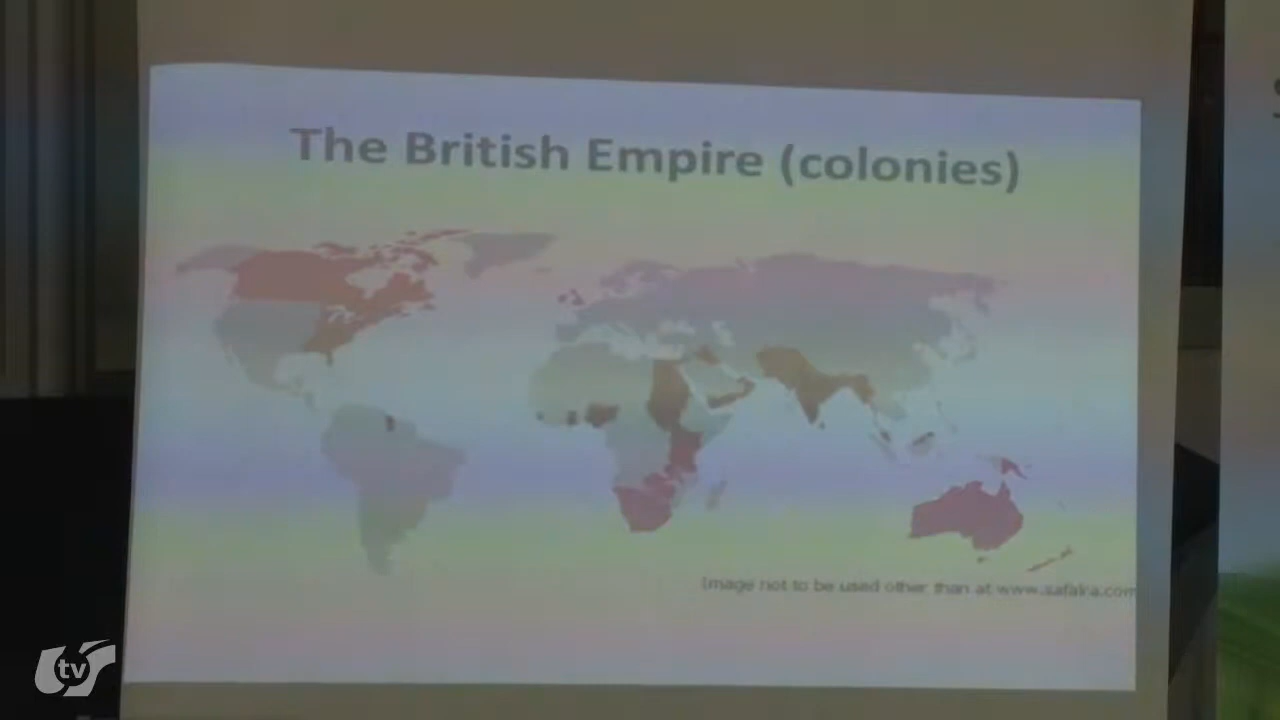 The British Empire (colonies)
Image not to be used other than at www.safalra.com
tv